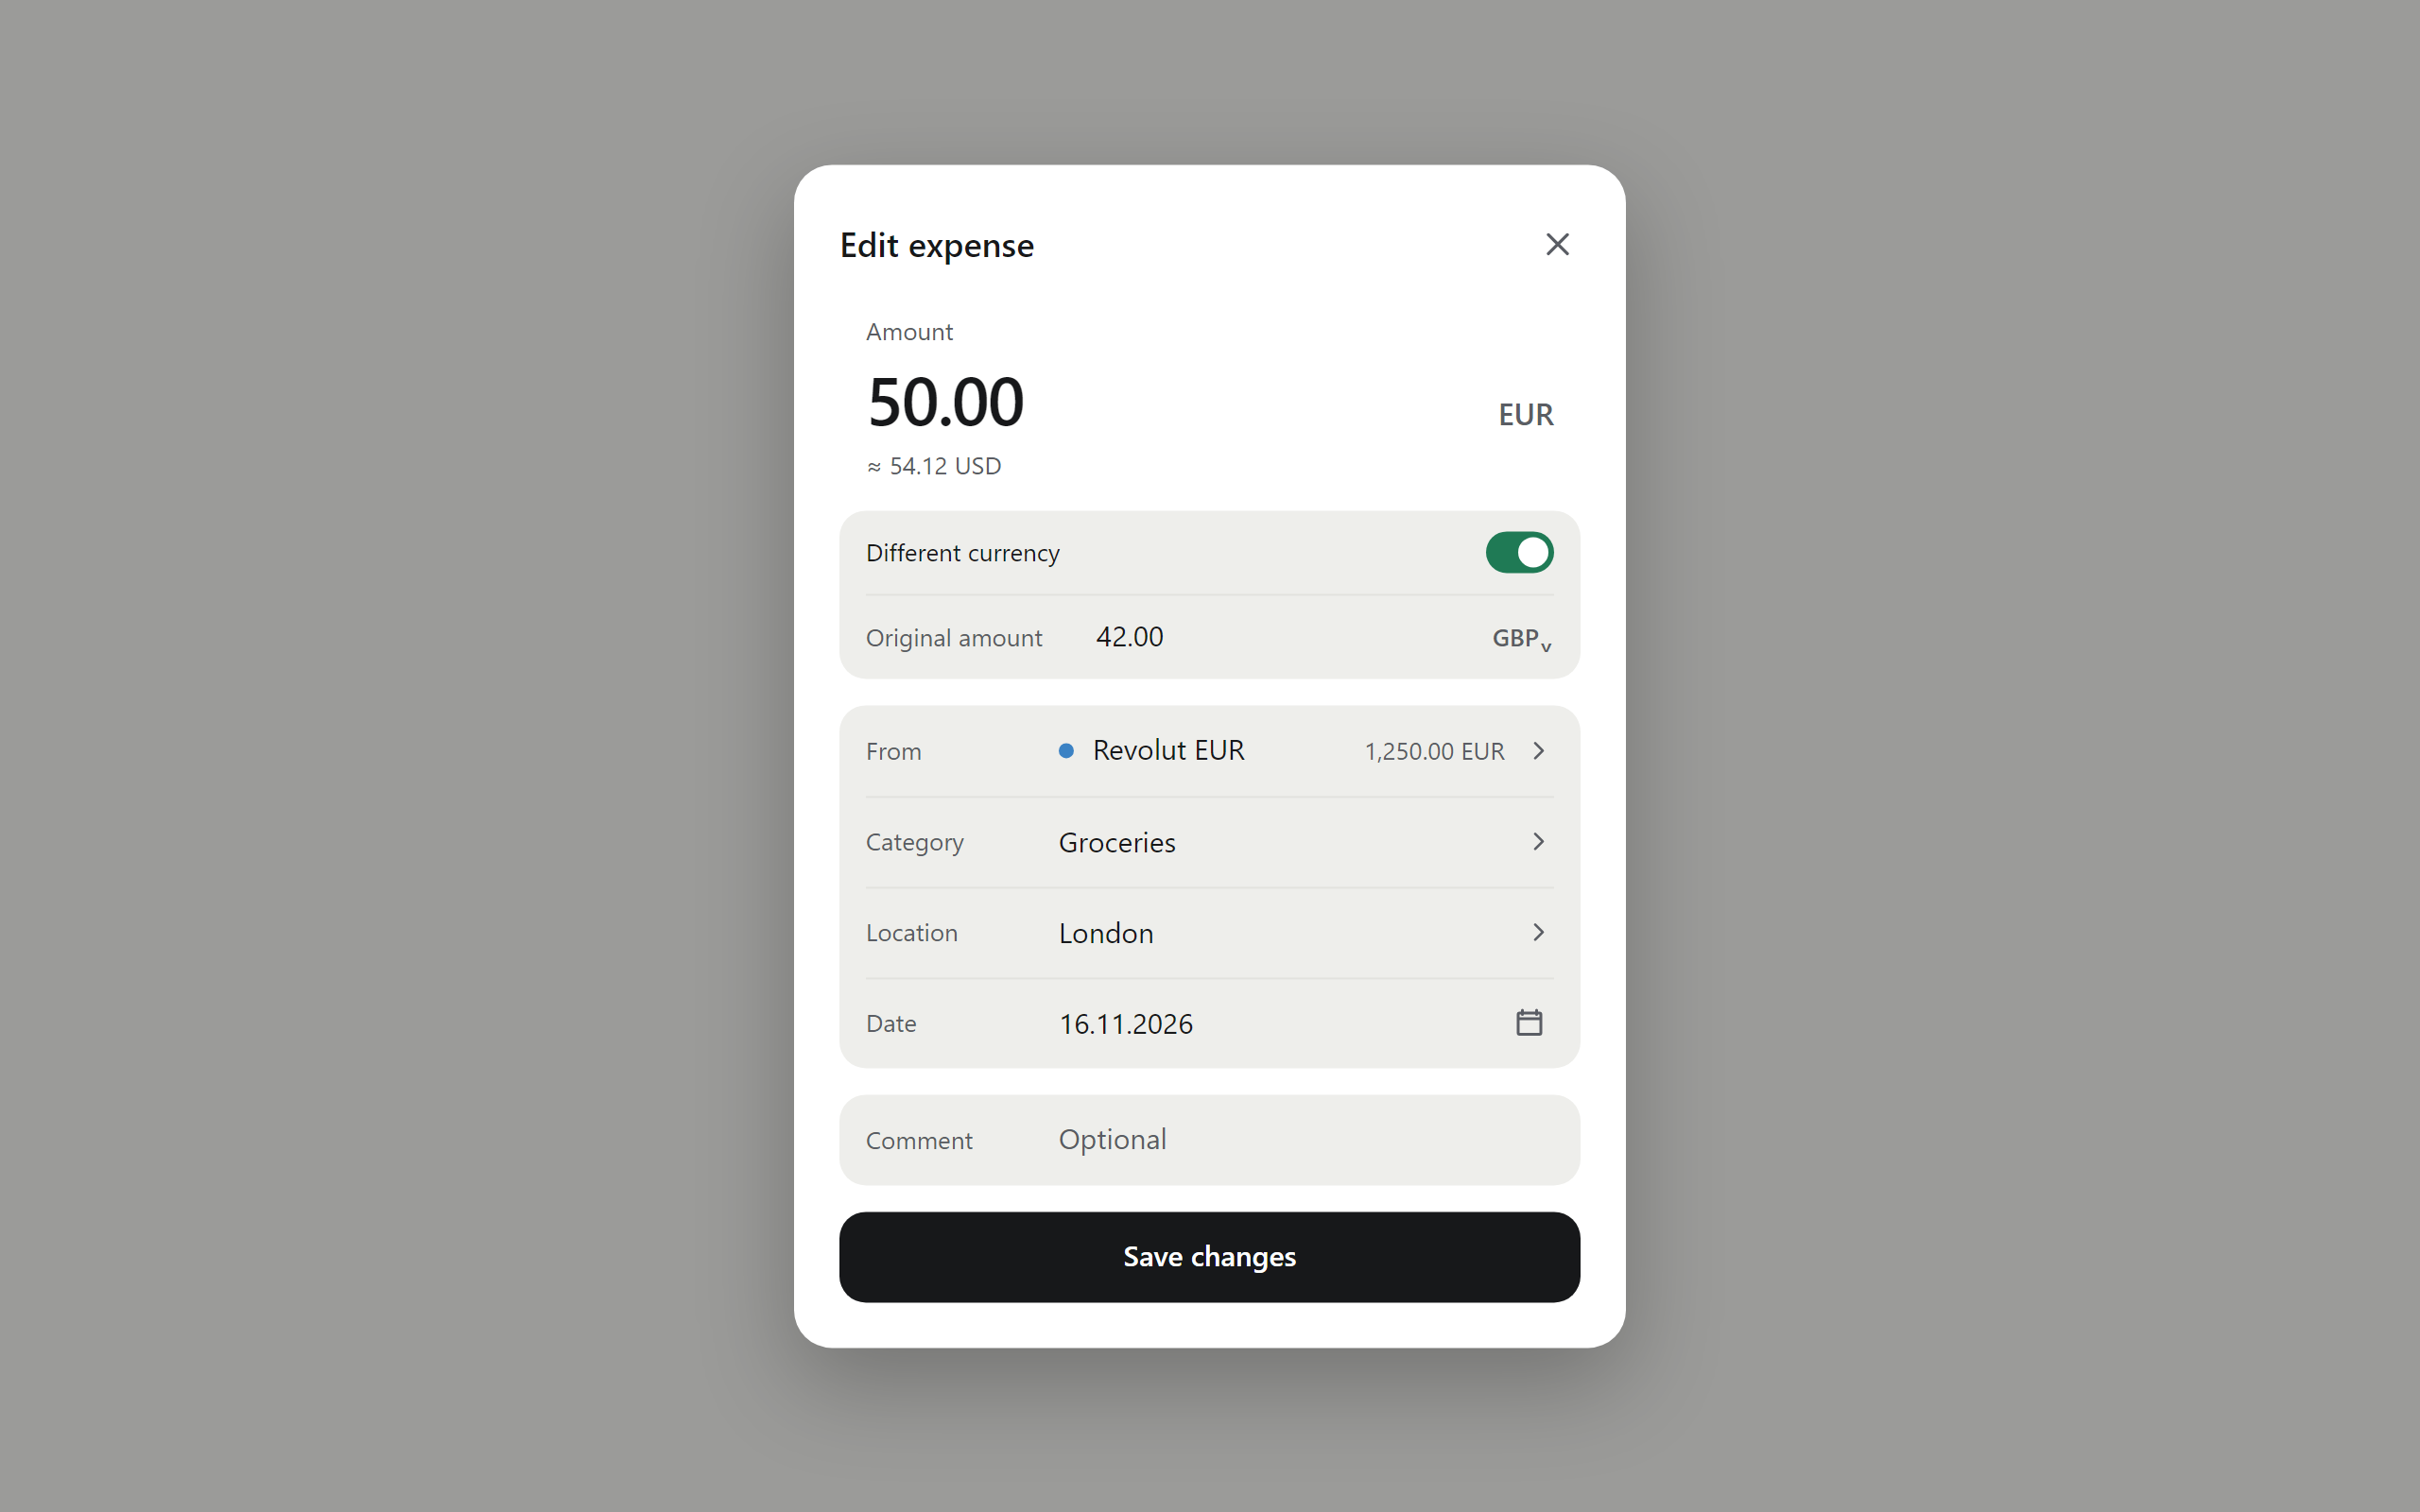 Edit expense
Amount
50.00 EUR
≈ 54.12 USD
Different currency
Original amount 42.00 GBP
From Revolut EUR 1,250.00 EUR
Category Groceries
Location London
Date 16.11.2026
Comment Optional
Save changes